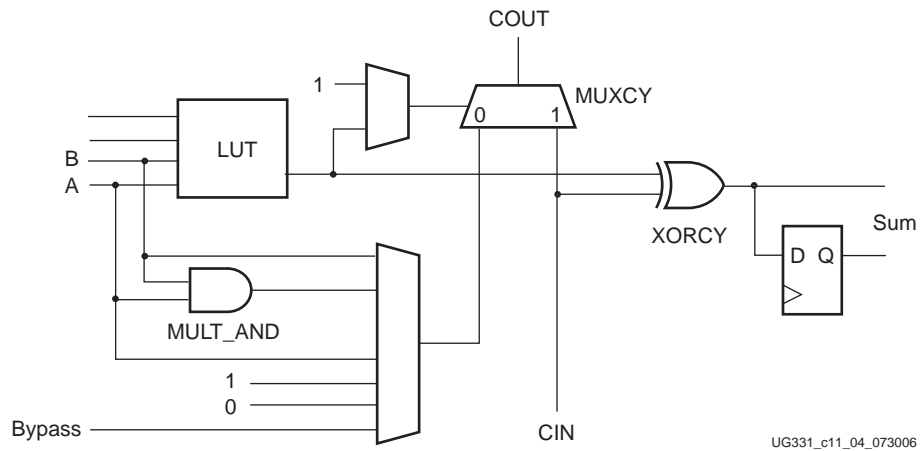 COUT
1
MUXCY
0 1
LUT
B
A
XORCY
Sum
D Q
MULT_AND
1
0
Bypass
CIN
UG331_c11_04_073006